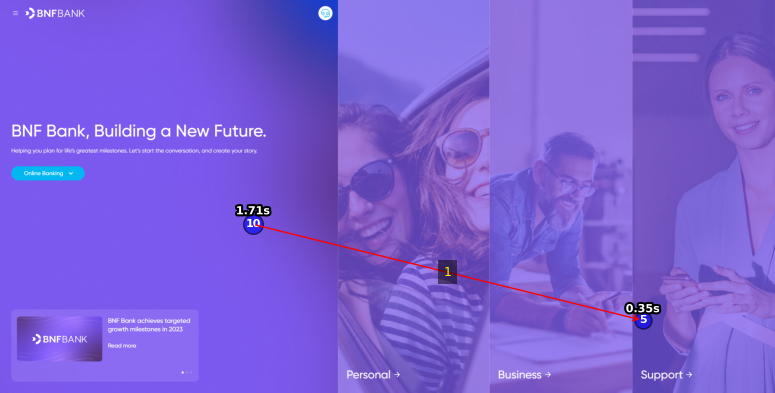 BNFBANK
BNF Bank, Building a New Future.
Helping you plan for life's greatest milestones. Let's start the conversation, and create your story.
Online Banking
1.71s
10
1
0.35s
5
BNFBANK
BNF Bank achieves targeted
growth milestones in 2023
Read more
Personal →
Business →
Support →